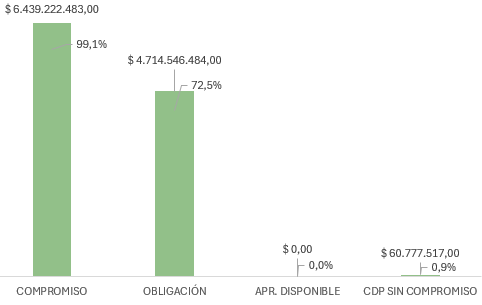 $ 6.439.222.483,00
99,1%
$ 4.714.546.484,00
72,5%
$ 0,00
0,0%
$ 60.777.517,00
0,9%
COMPROMISO
OBLIGACIÓN
APR. DISPONIBLE
CDP SIN COMPROMISO